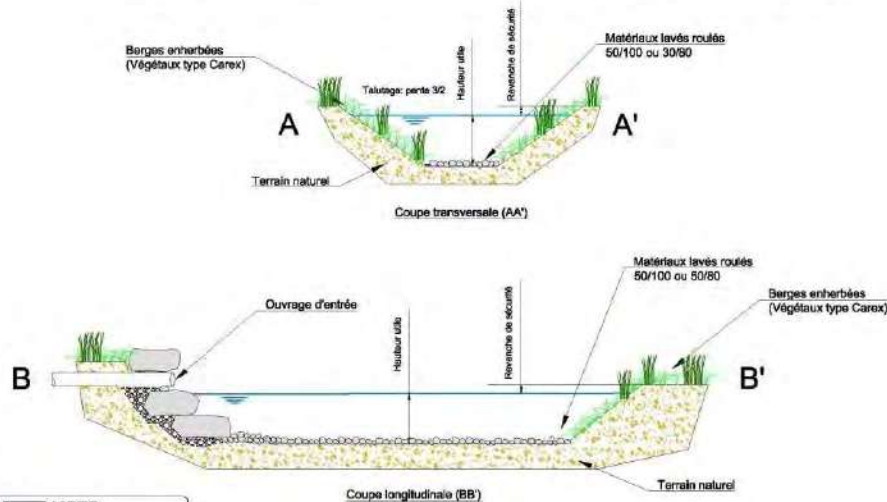 Berges enherbées
(Végétaux type Carex)
Talutage: pente 3/2
Hauteur utile
Revanche de sécurité
Matériaux lavés roulés
50/100 ou 30/80
A
A'
Terrain naturel
Coupe transversale (AA')
Matériaux lavés roulés
50/100 ou 50/80
Ouvrage d'entrée
Hauteur utile
Revanche de sécurité
Berges enherbées
(Végétaux type Carex)
B
B'
Terrain naturel
Coupe longitudinale (BB')